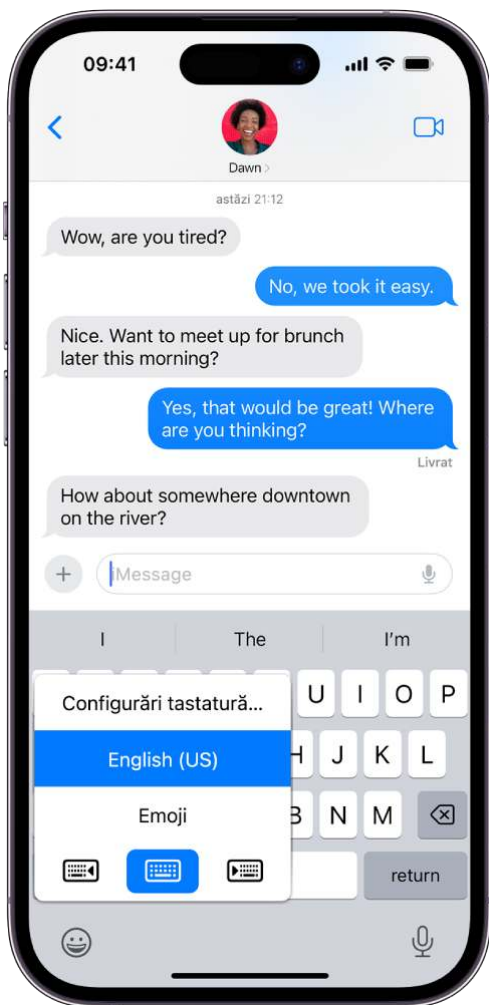 09:41
Dawn
astăzi 21:12
Wow, are you tired?
No, we took it easy.
Nice. Want to meet up for brunch
later this morning?
Yes, that would be great! Where
are you thinking?
Livrat
How about somewhere downtown
on the river?
iMessage
I The I'm
U I O P
Configurări tastatură...
H J K L
English (US)
B N M
Emoji
return